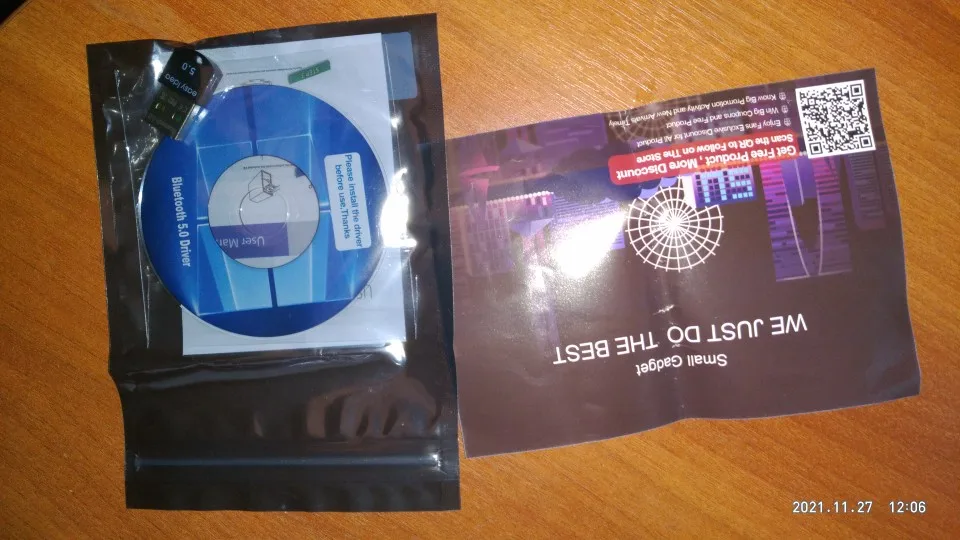 easy idea
5.0
Bluetooth 5.0 Driver
Please install the driver
before use,Thanks
User Man
Small Gadget
WE JUST DO THE BEST
Get Free Product , More Discount
Scan the QR to Follow on The Store
Enjoy Fans Exclusive Discount for All Product
Win Big Coupons and Free Product
Know Big Promotion Activity and New Arrivals Timely
2021.11.27 12:06